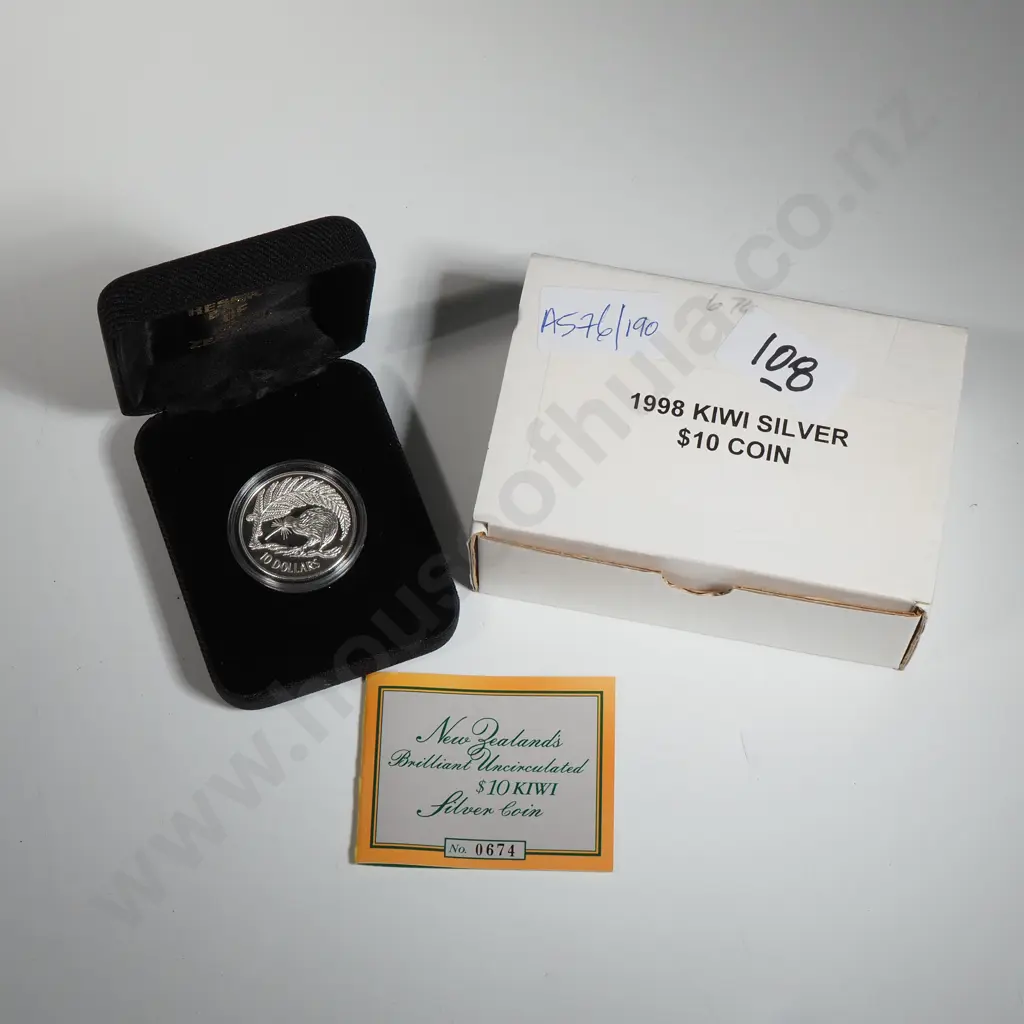 AS76/190
674
108
1998 KIWI SILVER
$10 COIN
10 DOLLARS
New Zealand's
Brilliant Uncirculated
$10 KIWI
Silver Coin
No. 0674
www.houseofhulia.co.nz